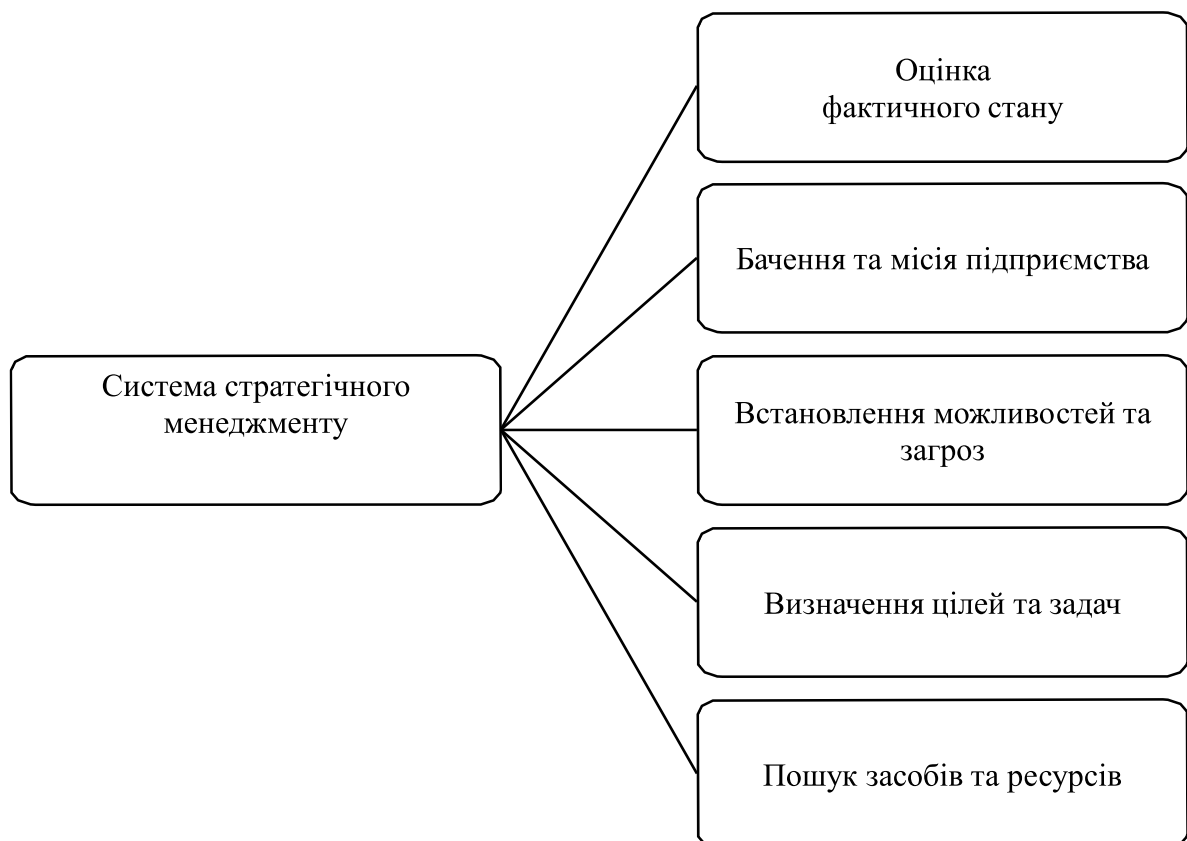 Оцінка
фактичного стану
Бачення та місія підприємства
Система стратегічного
менеджменту
Встановлення можливостей та
загроз
Визначення цілей та задач
Пошук засобів та ресурсів